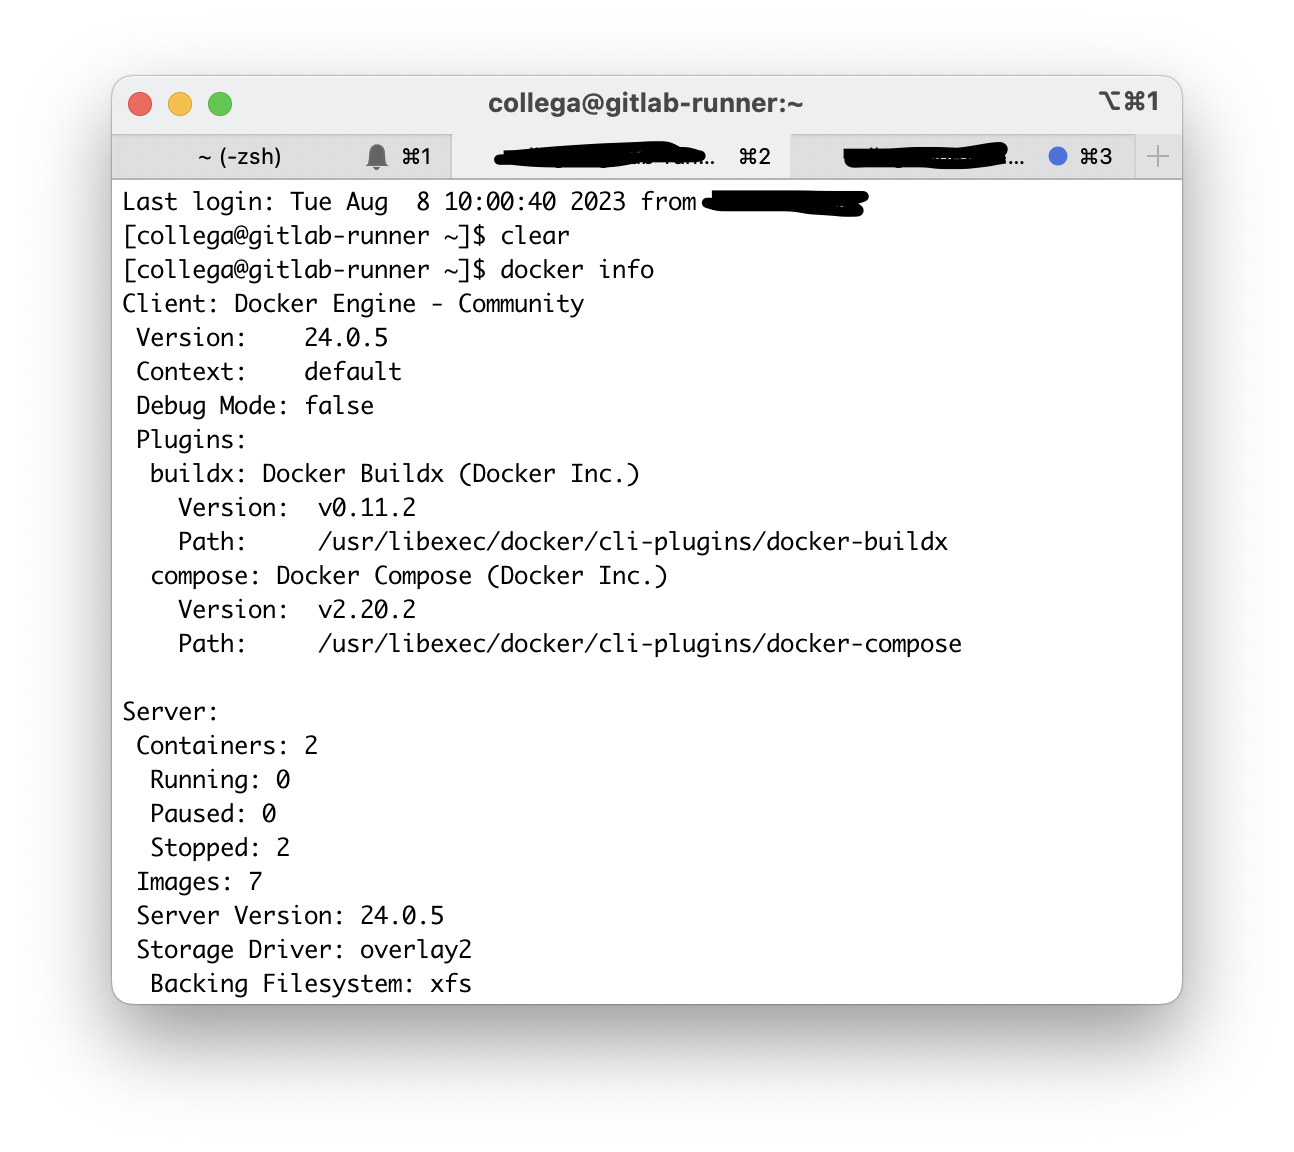 collega@gitlab-runner:~
⌥⌘1
~ (-zsh) ⌘1
⌘2
⌘3
Last login: Tue Aug  8 10:00:40 2023 from
[collega@gitlab-runner ~]$ clear
[collega@gitlab-runner ~]$ docker info
Client: Docker Engine - Community
 Version:    24.0.5
 Context:    default
 Debug Mode: false
 Plugins:
  buildx: Docker Buildx (Docker Inc.)
    Version:  v0.11.2
    Path:     /usr/libexec/docker/cli-plugins/docker-buildx
  compose: Docker Compose (Docker Inc.)
    Version:  v2.20.2
    Path:     /usr/libexec/docker/cli-plugins/docker-compose

Server:
 Containers: 2
  Running: 0
  Paused: 0
  Stopped: 2
 Images: 7
 Server Version: 24.0.5
 Storage Driver: overlay2
  Backing Filesystem: xfs